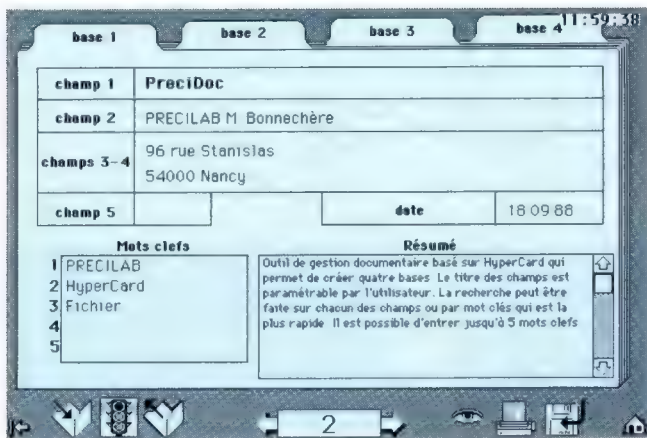 11:59:38
base 1
base 2
base 3
base 4
champ 1
PreciDoc
champ 2
PRECILAB M Bonnechère
champs 3-4
96 rue Stanislas
54000 Nancy
champ 5
date
18 09 88
Mots clefs
1 PRECILAB
2 HyperCard
3 Fichier
4
5
Résumé
Outil de gestion documentaire basé sur HyperCard qui
permet de créer quatre bases Le titre des champs est
paramétrable par l'utilisateur. La recherche peut être
faite sur chacun des champs ou par mot clés qui est la
plus rapide Il est possible d'entrer jusqu'à 5 mots clefs
2